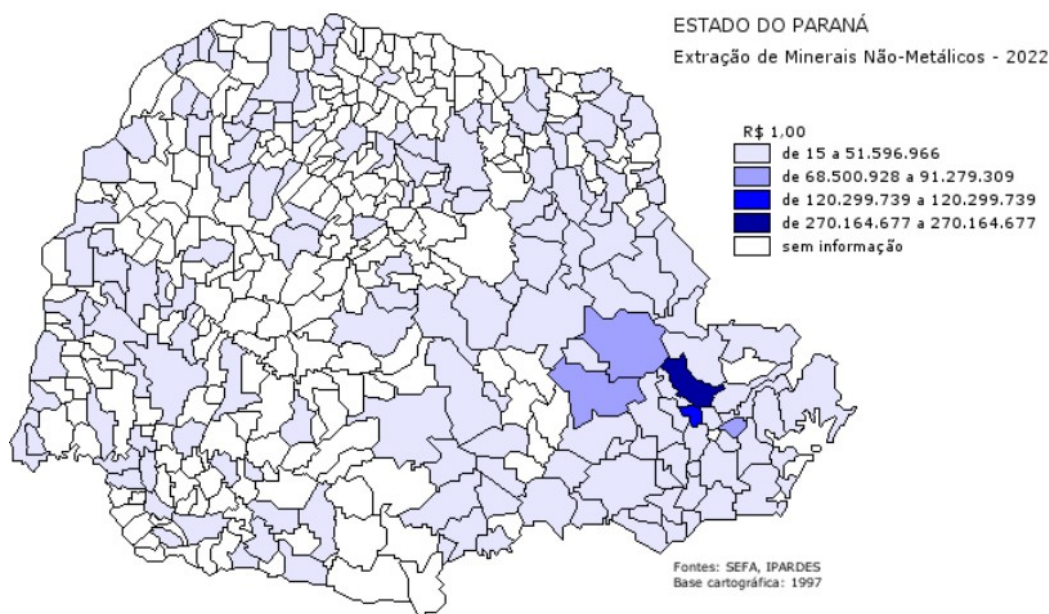 ESTADO DO PARANÁ
Extração de Minerais Não-Metálicos - 2022
R$ 1,00
de 15 a 51.596.966
de 68.500.928 a 91.279.309
de 120.299.739 a 120.299.739
de 270.164.677 a 270.164.677
sem informação
Fontes: SEFA, IPARDES
Base cartográfica: 1997